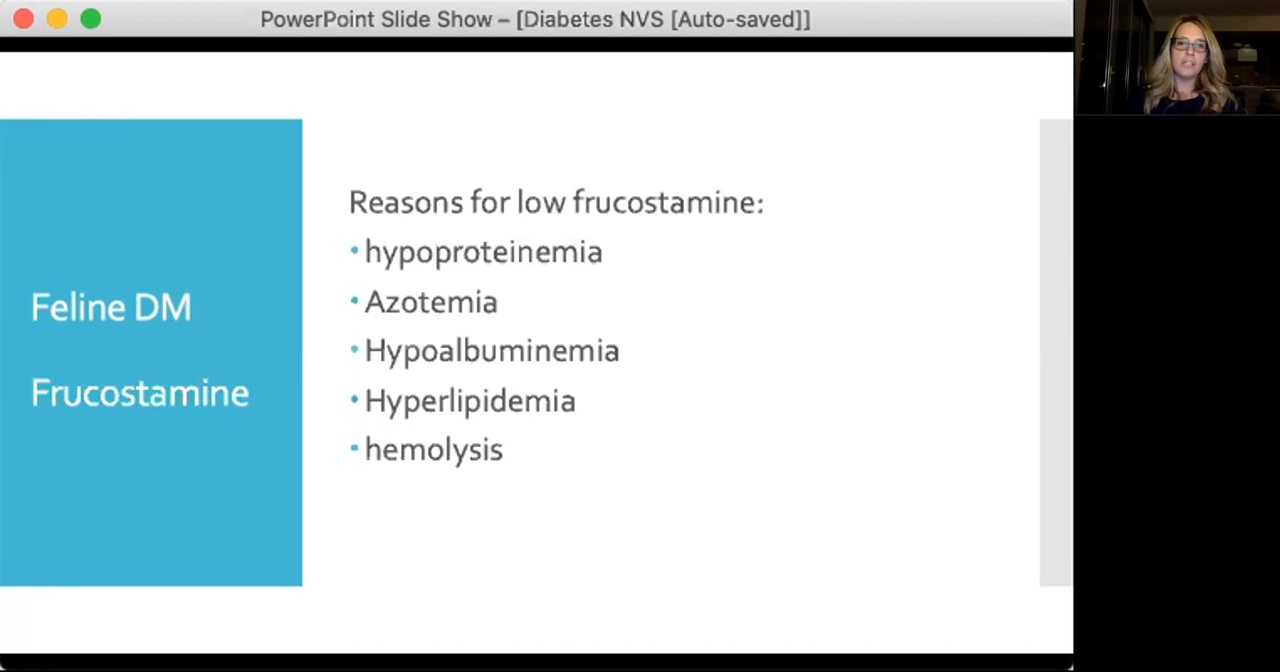 PowerPoint Slide Show – [Diabetes NVS [Auto-saved]]
Feline DM
Frucostamine
Reasons for low frucostamine:
• hypoproteinemia
• Azotemia
• Hypoalbuminemia
• Hyperlipidemia
• hemolysis